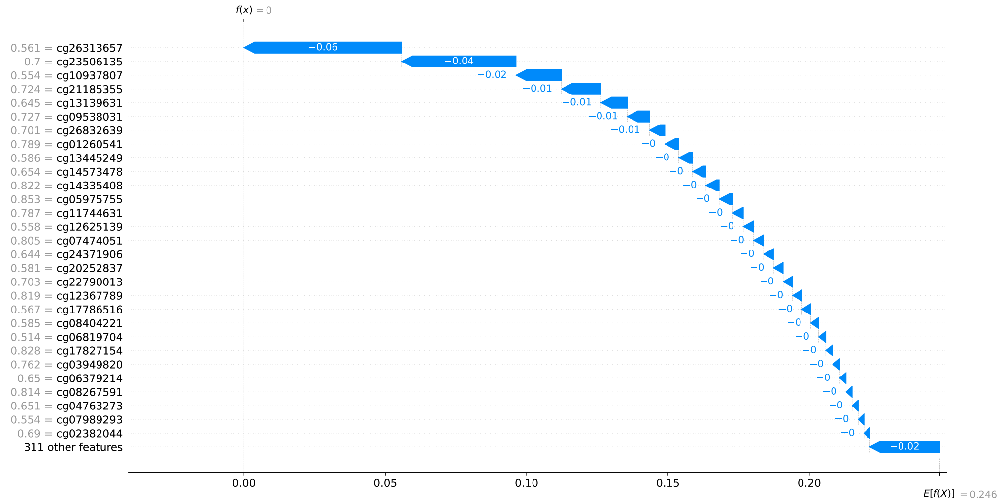 f(x) = 0
0.561 = cg26313657 −0.06
0.7 = cg23506135 −0.04
0.554 = cg10937807 −0.02
0.724 = cg21185355 −0.01
0.645 = cg13139631 −0.01
0.727 = cg09538031 −0.01
0.701 = cg26832639 −0.01
0.789 = cg01260541 −0
0.586 = cg13445249 −0
0.654 = cg14573478 −0
0.822 = cg14335408 −0
0.853 = cg05975755 −0
0.787 = cg11744631 −0
0.558 = cg12625139 −0
0.805 = cg07474051 −0
0.644 = cg24371906 −0
0.581 = cg20252837 −0
0.703 = cg22790013 −0
0.819 = cg12367789 −0
0.567 = cg17786516 −0
0.585 = cg08404221 −0
0.514 = cg06819704 −0
0.828 = cg17827154 −0
0.762 = cg03949820 −0
0.65 = cg06379214 −0
0.814 = cg08267591 −0
0.651 = cg04763273 −0
0.554 = cg07989293 −0
0.69 = cg02382044 −0
311 other features −0.02
0.00 0.05 0.10 0.15 0.20
E[f(X)] = 0.246